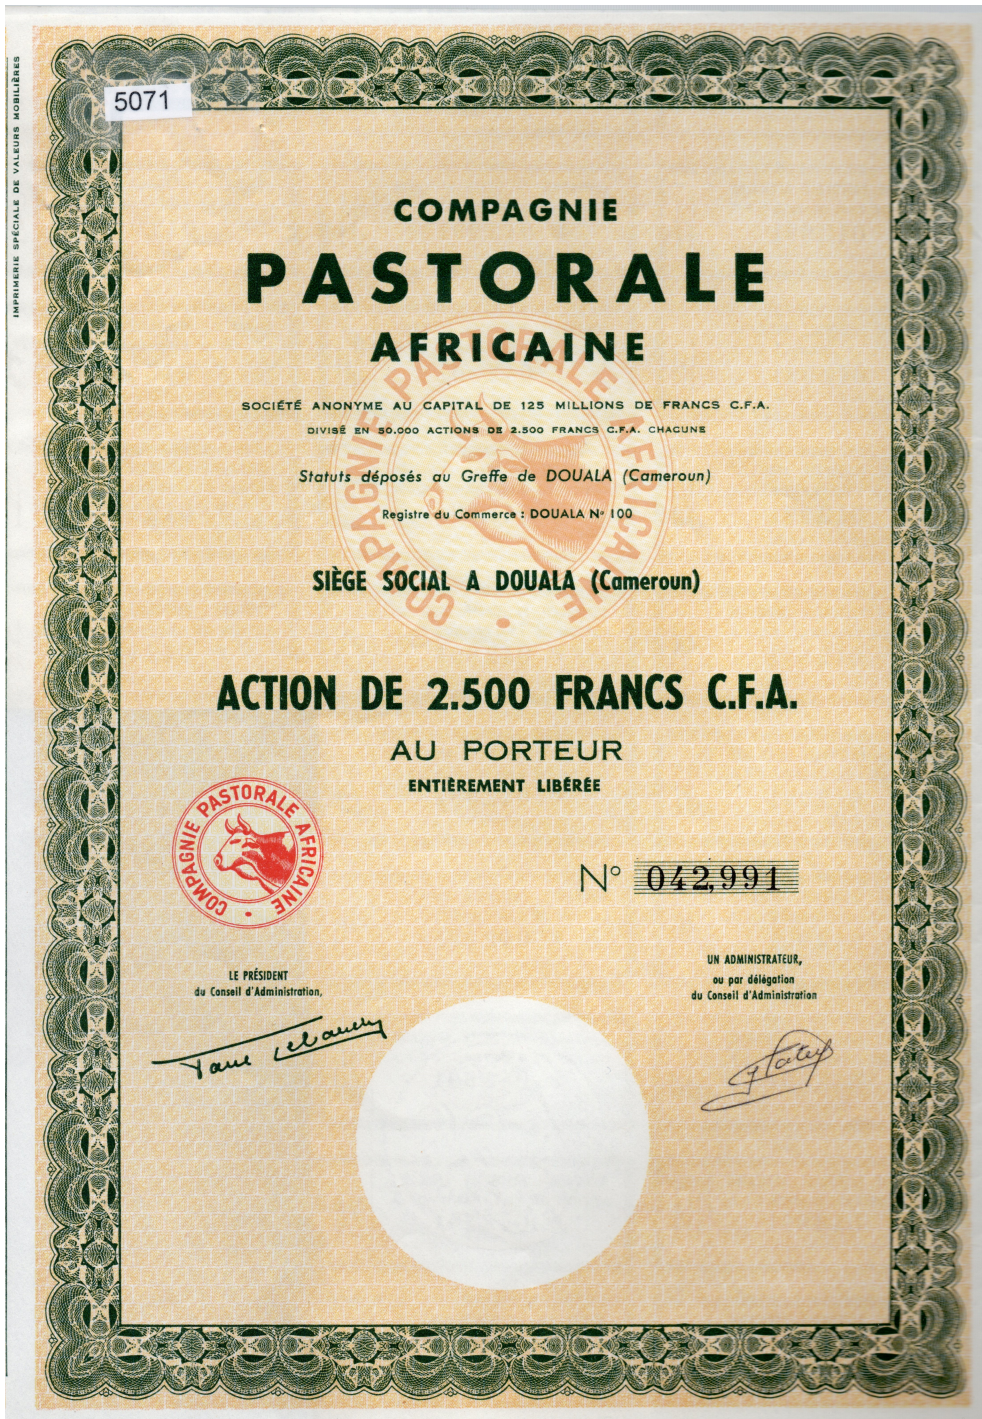 5071
IMPRIMERIE SPÉCIALE DE VALEURS MOBILIÈRES
COMPAGNIE
PASTORALE
AFRICAINE
COMPAGNIE PASTORALE AFRICAINE
SOCIÉTÉ ANONYME AU CAPITAL DE 125 MILLIONS DE FRANCS C.F.A.
DIVISÉ EN 50.000 ACTIONS DE 2.500 FRANCS C.F.A. CHACUNE
Statuts déposés au Greffe de DOUALA (Cameroun)
Registre du Commerce : DOUALA N° 100
SIÈGE SOCIAL A DOUALA (Cameroun)
ACTION DE 2.500 FRANCS C.F.A.
AU PORTEUR
ENTIÈREMENT LIBÉRÉE
COMPAGNIE PASTORALE AFRICAINE
N° 042,991
LE PRÉSIDENT
du Conseil d'Administration,
UN ADMINISTRATEUR,
ou par délégation
du Conseil d'Administration